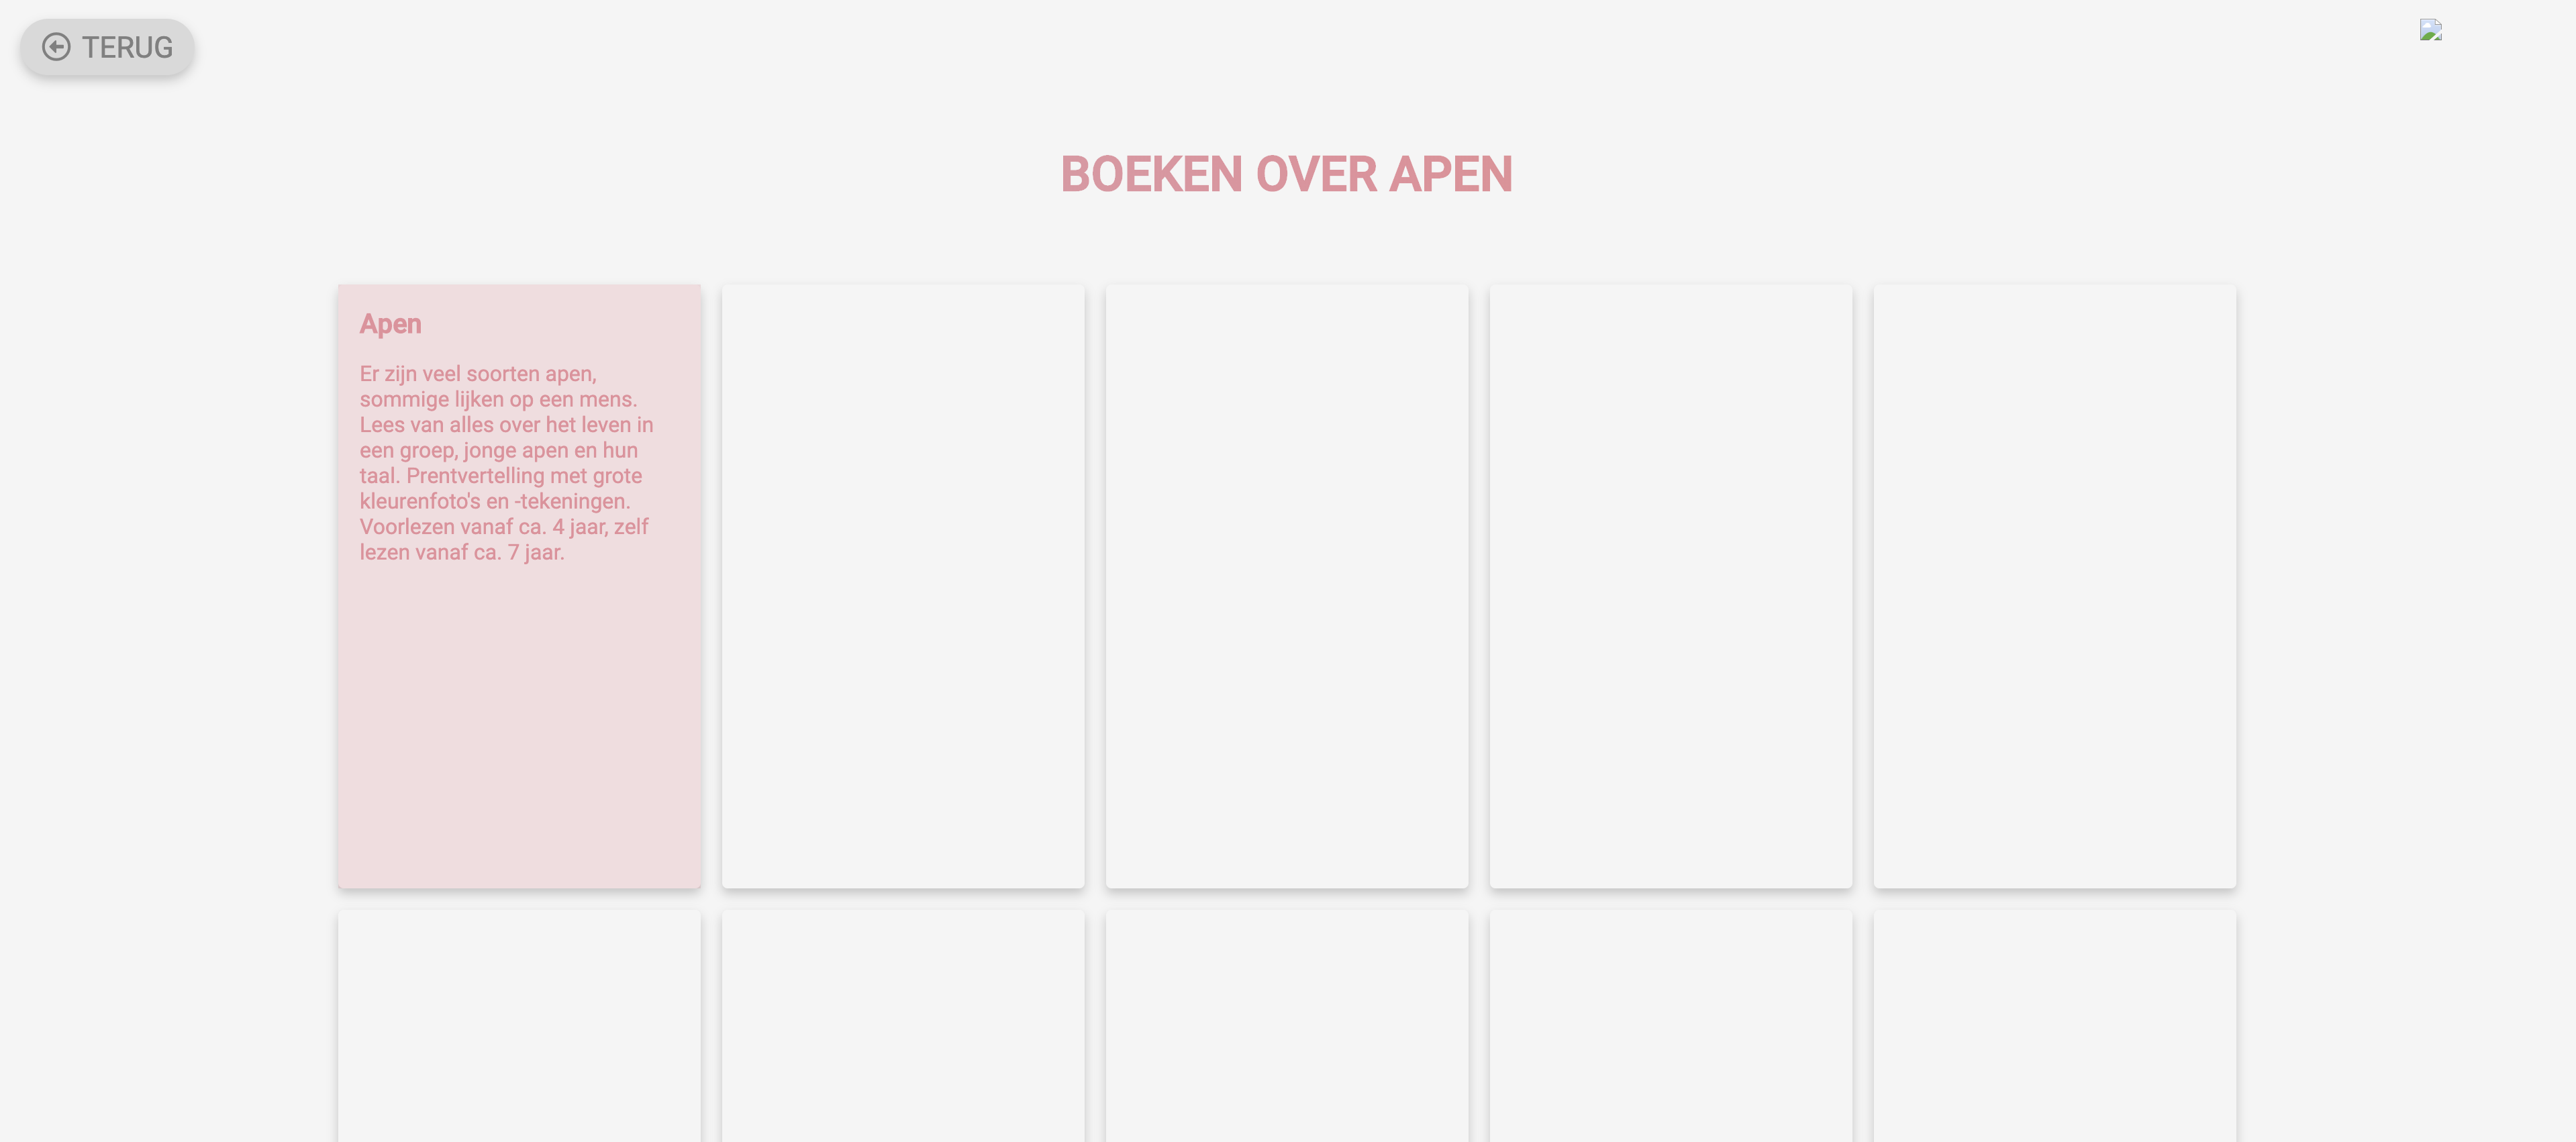 TERUG
BOEKEN OVER APEN
Apen
Er zijn veel soorten apen,
sommige lijken op een mens.
Lees van alles over het leven in
een groep, jonge apen en hun
taal. Prentvertelling met grote
kleurenfoto's en -tekeningen.
Voorlezen vanaf ca. 4 jaar, zelf
lezen vanaf ca. 7 jaar.